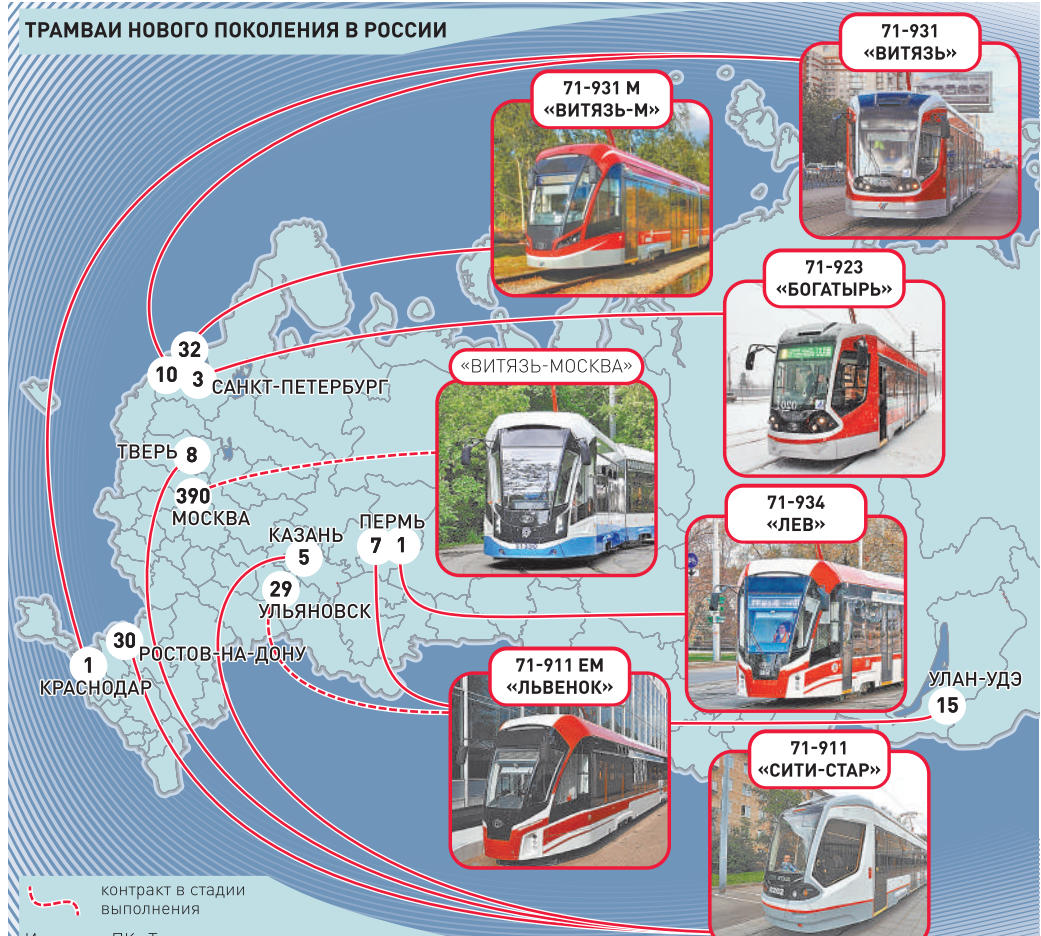 ТРАМВАИ НОВОГО ПОКОЛЕНИЯ В РОССИИ
71-931
«ВИТЯЗЬ»
71-931 М
«ВИТЯЗЬ-М»
71-923
«БОГАТЫРЬ»
32
10
3
САНКТ-ПЕТЕРБУРГ
«ВИТЯЗЬ-МОСКВА»
ТВЕРЬ 8
390
МОСКВА
КАЗАНЬ
5
ПЕРМЬ
7 1
71-934
«ЛЕВ»
29
УЛЬЯНОВСК
30
РОСТОВ-НА-ДОНУ
1
КРАСНОДАР
71-911 ЕМ
«ЛЬВЕНОК»
УЛАН-УДЭ
15
71-911
«СИТИ-СТАР»
контракт в стадии
выполнения